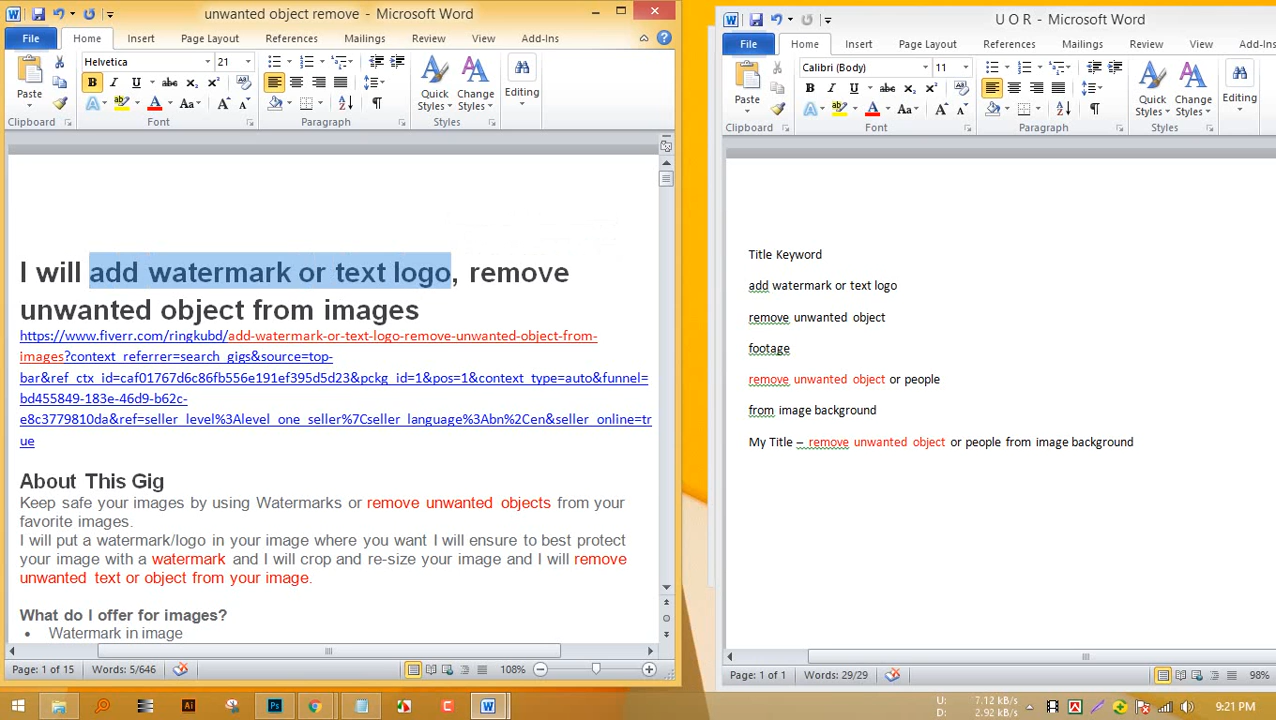 unwanted object remove - Microsoft Word
File Home Insert Page Layout References Mailings Review View Add-Ins
Helvetica 21
Paste
Quick Styles
Change Styles
Editing
Clipboard Font Paragraph Styles
I will add watermark or text logo, remove
unwanted object from images
https://www.fiverr.com/ringkubd/add-watermark-or-text-logo-remove-unwanted-object-from-
images?context_referrer=search_gigs&source=top-
bar&ref_ctx_id=caf01767d6c86fb556e191ef395d5d23&pckg_id=1&pos=1&context_type=auto&funnel=
bd455849-183e-46d9-b62c-
e8c3779810da&ref=seller_level%3Alevel_one_seller%7Cseller_language%3Abn%2Cen&seller_online=tr
ue
About This Gig
Keep safe your images by using Watermarks or remove unwanted objects from your
favorite images.
I will put a watermark/logo in your image where you want I will ensure to best protect
your image with a watermark and I will crop and re-size your image and I will remove
unwanted text or object from your image.
What do I offer for images?
• Watermark in image
Page: 1 of 15 Words: 5/646 108%
U O R - Microsoft Word
File Home Insert Page Layout References Mailings Review View Add-Ins
Calibri (Body) 11
Paste
Quick Styles
Change Styles
Editing
Clipboard Font Paragraph Styles
Title Keyword
add watermark or text logo
remove unwanted object
footage
remove unwanted object or people
from image background
My Title – remove unwanted object or people from image background
Page: 1 of 1 Words: 29/29 98%
U: 7.12 kB/s
D: 2.92 kB/s
9:21 PM